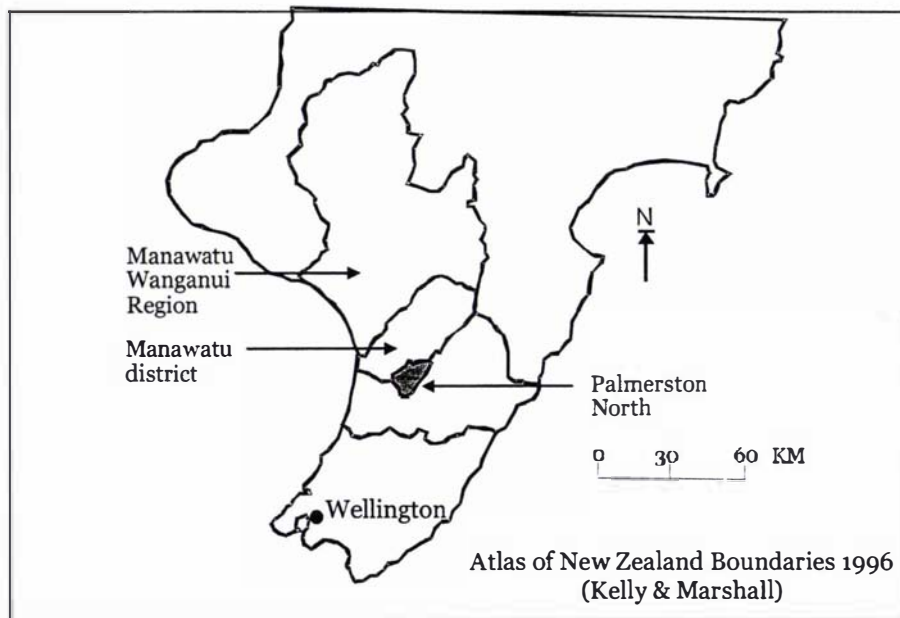 N
Manawatu
Wanganui
Region
Manawatu
district
Palmerston
North
0 30 60 KM
Wellington
Atlas of New Zealand Boundaries 1996
(Kelly & Marshall)